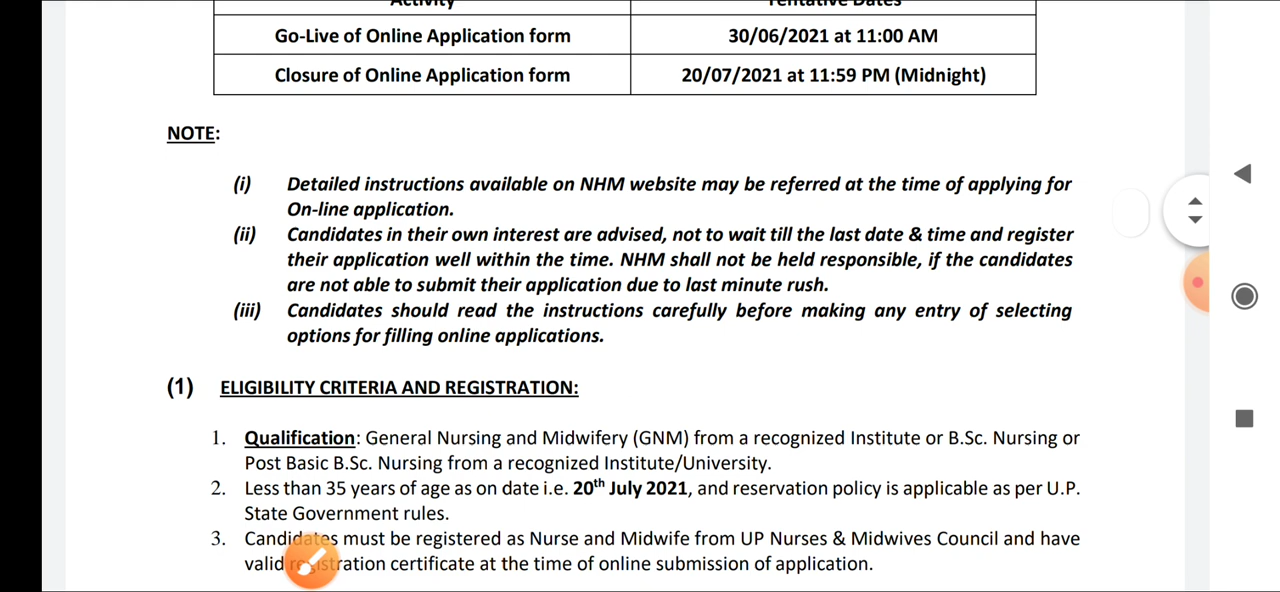 Activity Tentative Dates
Go-Live of Online Application form 30/06/2021 at 11:00 AM
Closure of Online Application form 20/07/2021 at 11:59 PM (Midnight)
NOTE:
(i) Detailed instructions available on NHM website may be referred at the time of applying for
On-line application.
(ii) Candidates in their own interest are advised, not to wait till the last date & time and register
their application well within the time. NHM shall not be held responsible, if the candidates
are not able to submit their application due to last minute rush.
(iii) Candidates should read the instructions carefully before making any entry of selecting
options for filling online applications.
(1) ELIGIBILITY CRITERIA AND REGISTRATION:
1. Qualification: General Nursing and Midwifery (GNM) from a recognized Institute or B.Sc. Nursing or
Post Basic B.Sc. Nursing from a recognized Institute/University.
2. Less than 35 years of age as on date i.e. 20th July 2021, and reservation policy is applicable as per U.P.
State Government rules.
3. Candidates must be registered as Nurse and Midwife from UP Nurses & Midwives Council and have
valid registration certificate at the time of online submission of application.